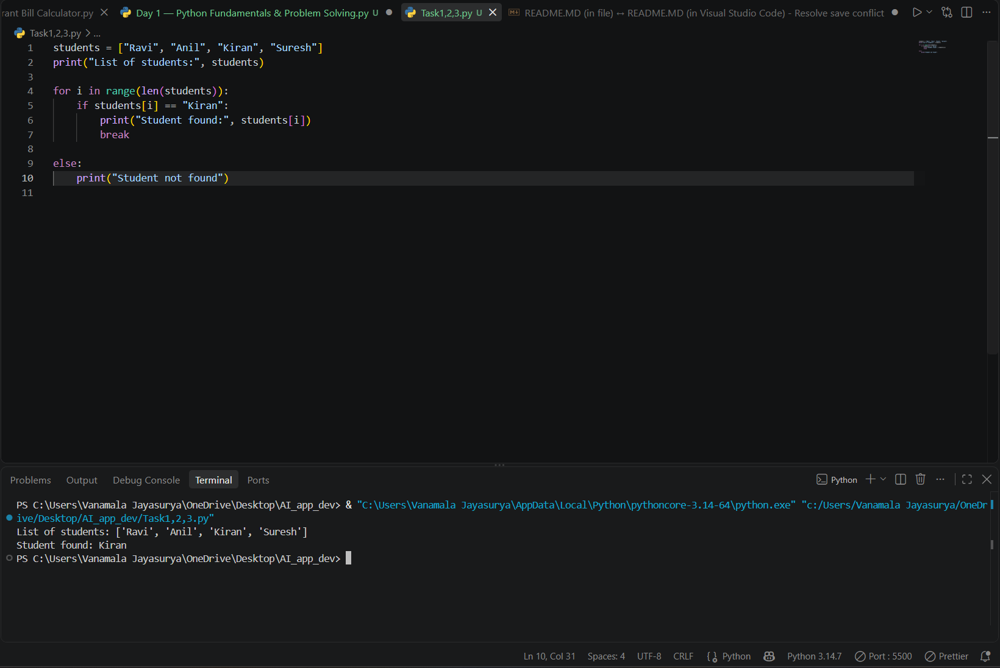 rant Bill Calculator.py Day 1 — Python Fundamentals & Problem Solving.py U Task1,2,3.py U README.MD (in file) ↔ README.MD (in Visual Studio Code) - Resolve save conflict
Task1,2,3.py > ...
1 students = ["Ravi", "Anil", "Kiran", "Suresh"]
2 print("List of students:", students)
3
4 for i in range(len(students)):
5     if students[i] == "Kiran":
6         print("Student found:", students[i])
7         break
8
9 else:
10     print("Student not found")
11
Problems Output Debug Console Terminal Ports Python
PS C:\Users\Vanamala Jayasurya\OneDrive\Desktop\AI_app_dev> & "C:\Users\Vanamala Jayasurya\AppData\Local\Python\pythoncore-3.14-64\python.exe" "c:/Users/Vanamala Jayasurya/OneDr
ive/Desktop/AI_app_dev/Task1,2,3.py"
List of students: ['Ravi', 'Anil', 'Kiran', 'Suresh']
Student found: Kiran
PS C:\Users\Vanamala Jayasurya\OneDrive\Desktop\AI_app_dev>
Ln 10, Col 31 Spaces: 4 UTF-8 CRLF Python Python 3.14.7 Port : 5500 Prettier